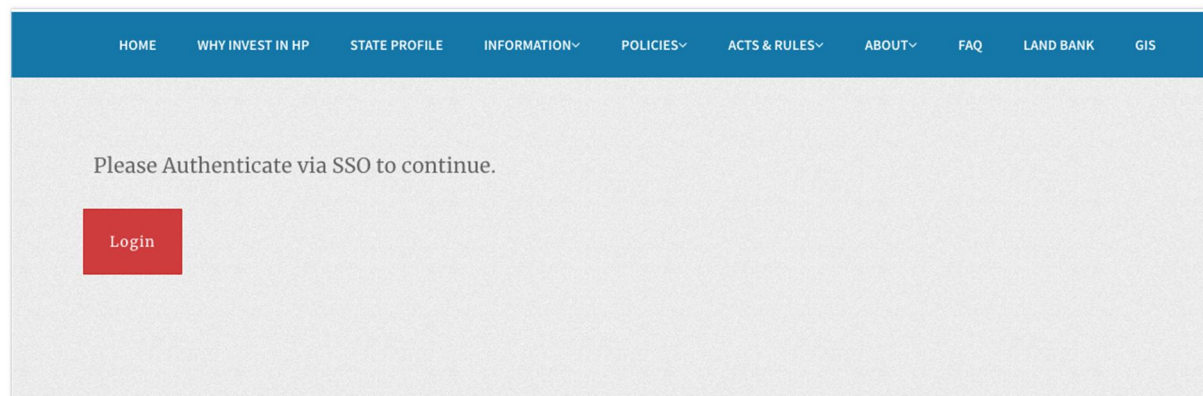 HOME WHY INVEST IN HP STATE PROFILE INFORMATION POLICIES ACTS & RULES ABOUT FAQ LAND BANK GIS
Please Authenticate via SSO to continue.
Login